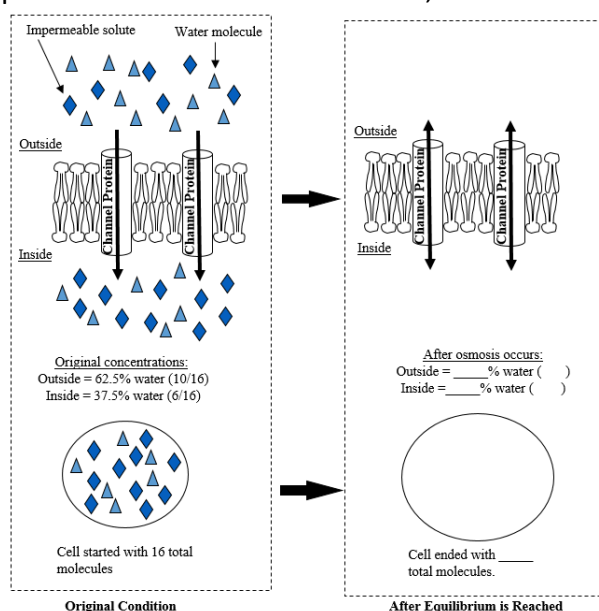 Impermeable solute
Water molecule
Outside
Channel Protein
Channel Protein
Inside
Original concentrations:
Outside = 62.5% water (10/16)
Inside = 37.5% water (6/16)
Cell started with 16 total
molecules
Original Condition
Outside
Channel Protein
Channel Protein
Inside
After osmosis occurs:
Outside = _____% water ( )
Inside =_____% water ( )
Cell ended with _____
total molecules.
After Equilibrium is Reached